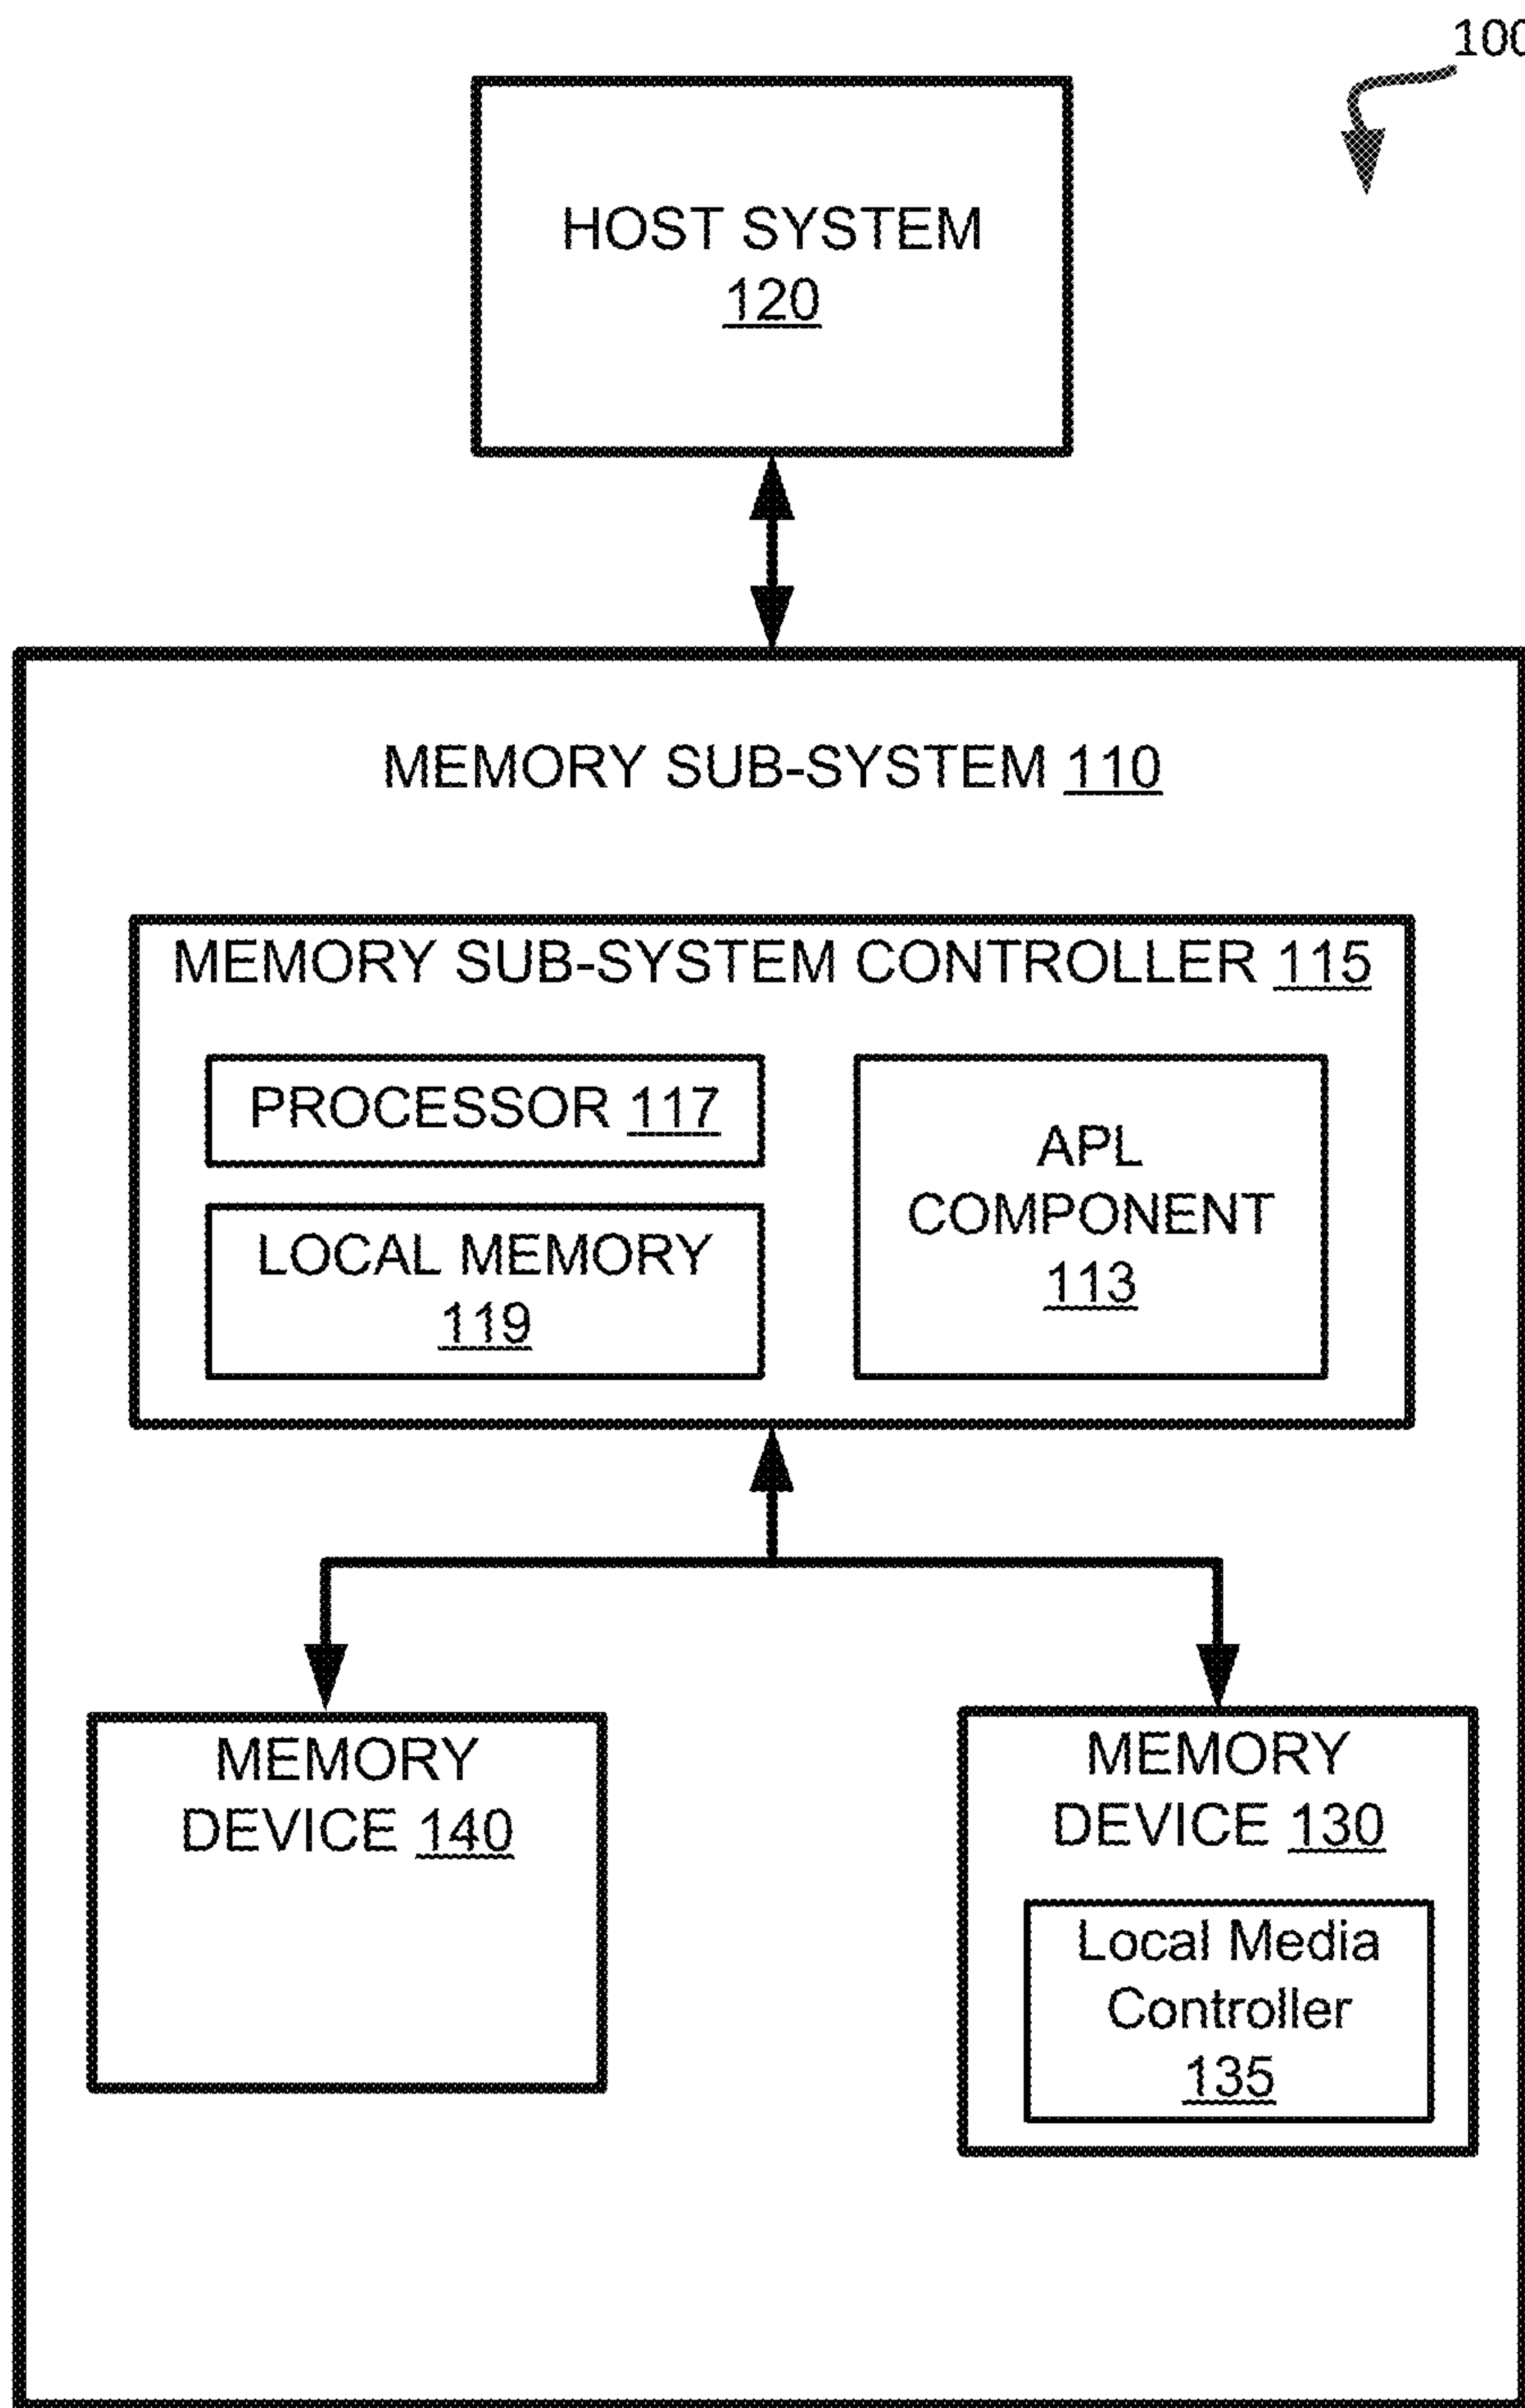 100
HOST SYSTEM
120
MEMORY SUB-SYSTEM 110
MEMORY SUB-SYSTEM CONTROLLER 115
PROCESSOR 117
LOCAL MEMORY
119
APL
COMPONENT
113
MEMORY
DEVICE 140
MEMORY
DEVICE 130
Local Media
Controller
135